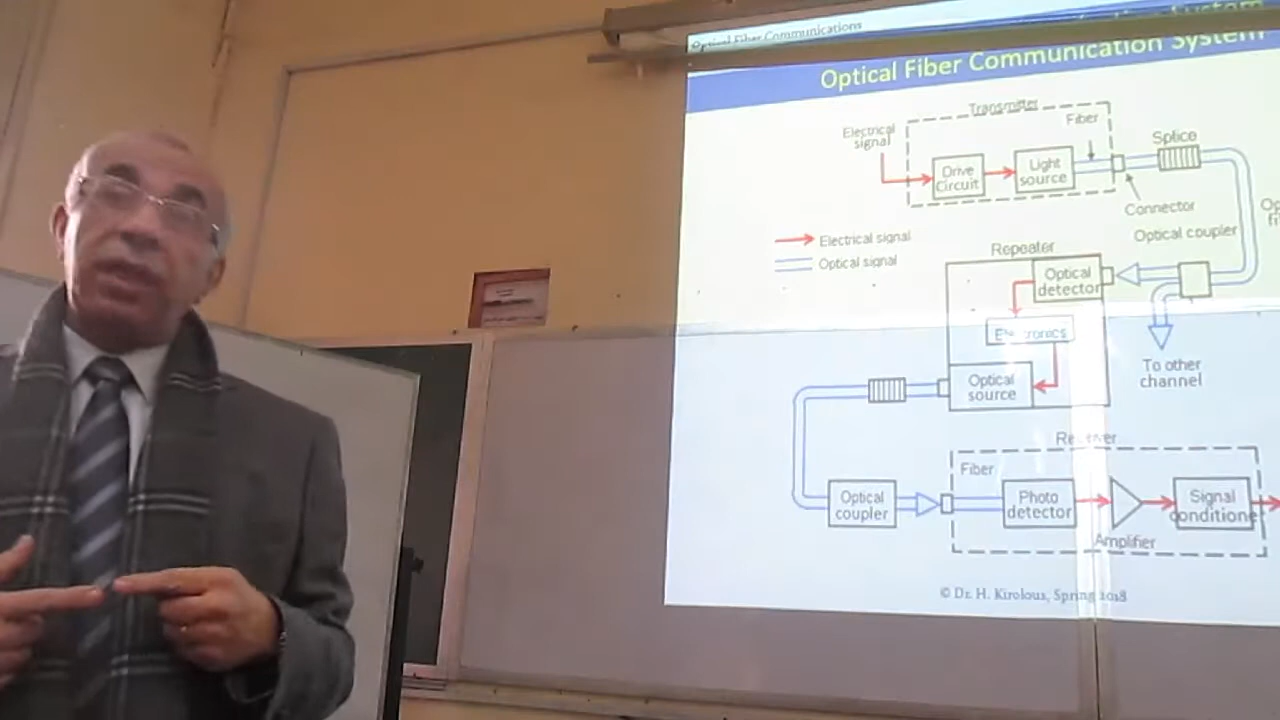 Optical Fiber Communications
Optical Fiber Communication System
Transmitter
Electrical
signal
Fiber
Drive
Circuit
Light
source
Splice
Connector
Optical coupler
Electrical signal
Optical signal
Repeater
Optical
detector
Electronics
Optical
source
To other
channel
Receiver
Fiber
Optical
coupler
Photo
detector
Amplifier
Signal
conditione
© Dr. H. Kirolous, Spring 2018